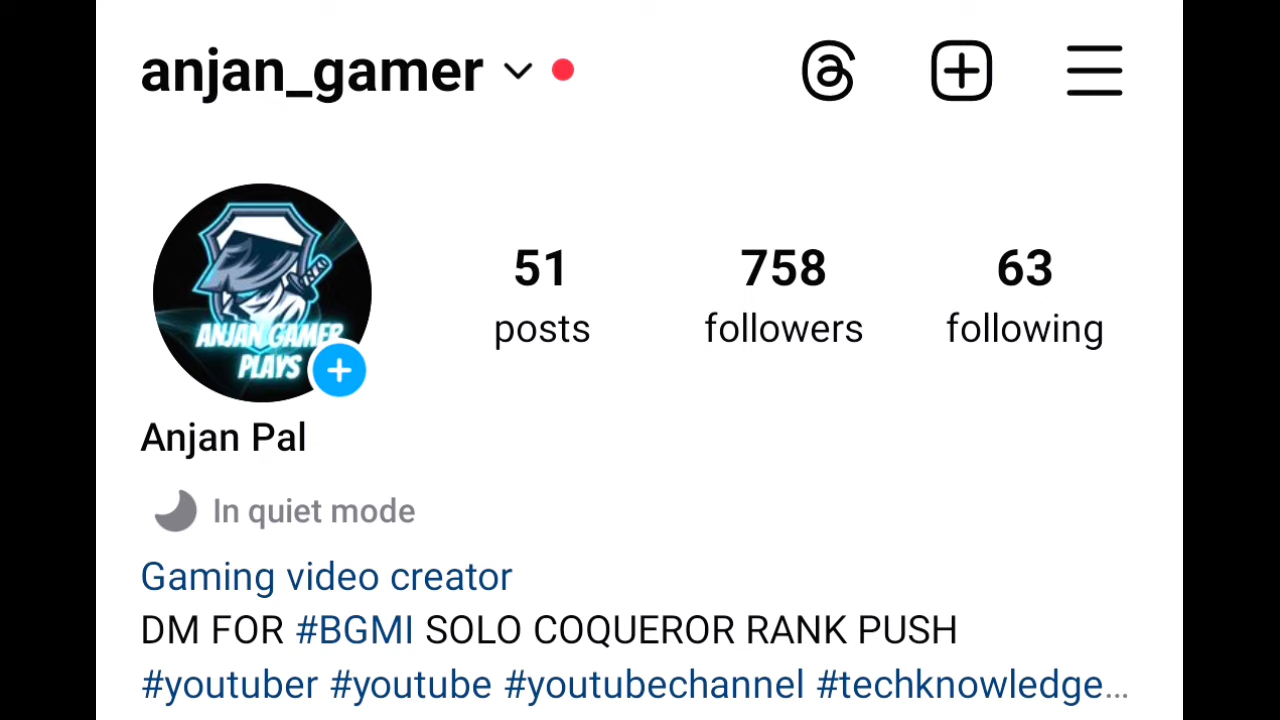 anjan_gamer
51 758 63
posts followers following
ANJAN GAMER
PLAYS
Anjan Pal
In quiet mode
Gaming video creator
DM FOR #BGMI SOLO COQUEROR RANK PUSH
#youtuber #youtube #youtubechannel #techknowledge...